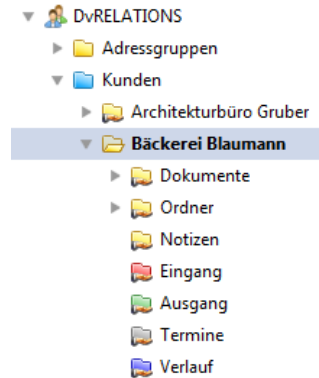 DvRELATIONS
Adressgruppen
Kunden
Architekturbüro Gruber
Bäckerei Blaumann
Dokumente
Ordner
Notizen
Eingang
Ausgang
Termine
Verlauf